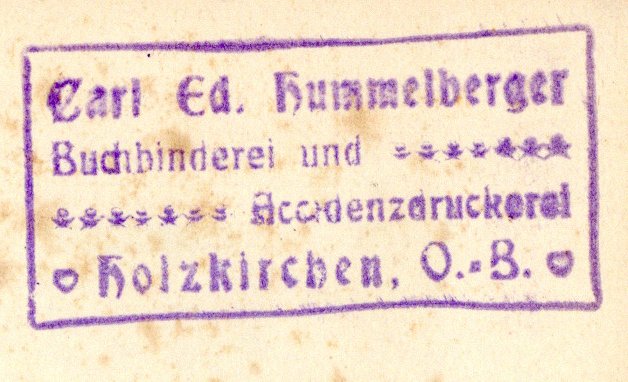 Carl Ed. Hummelberger
Buchbinderei und
Accidenzdruckerei
Holzkirchen, O.-B.